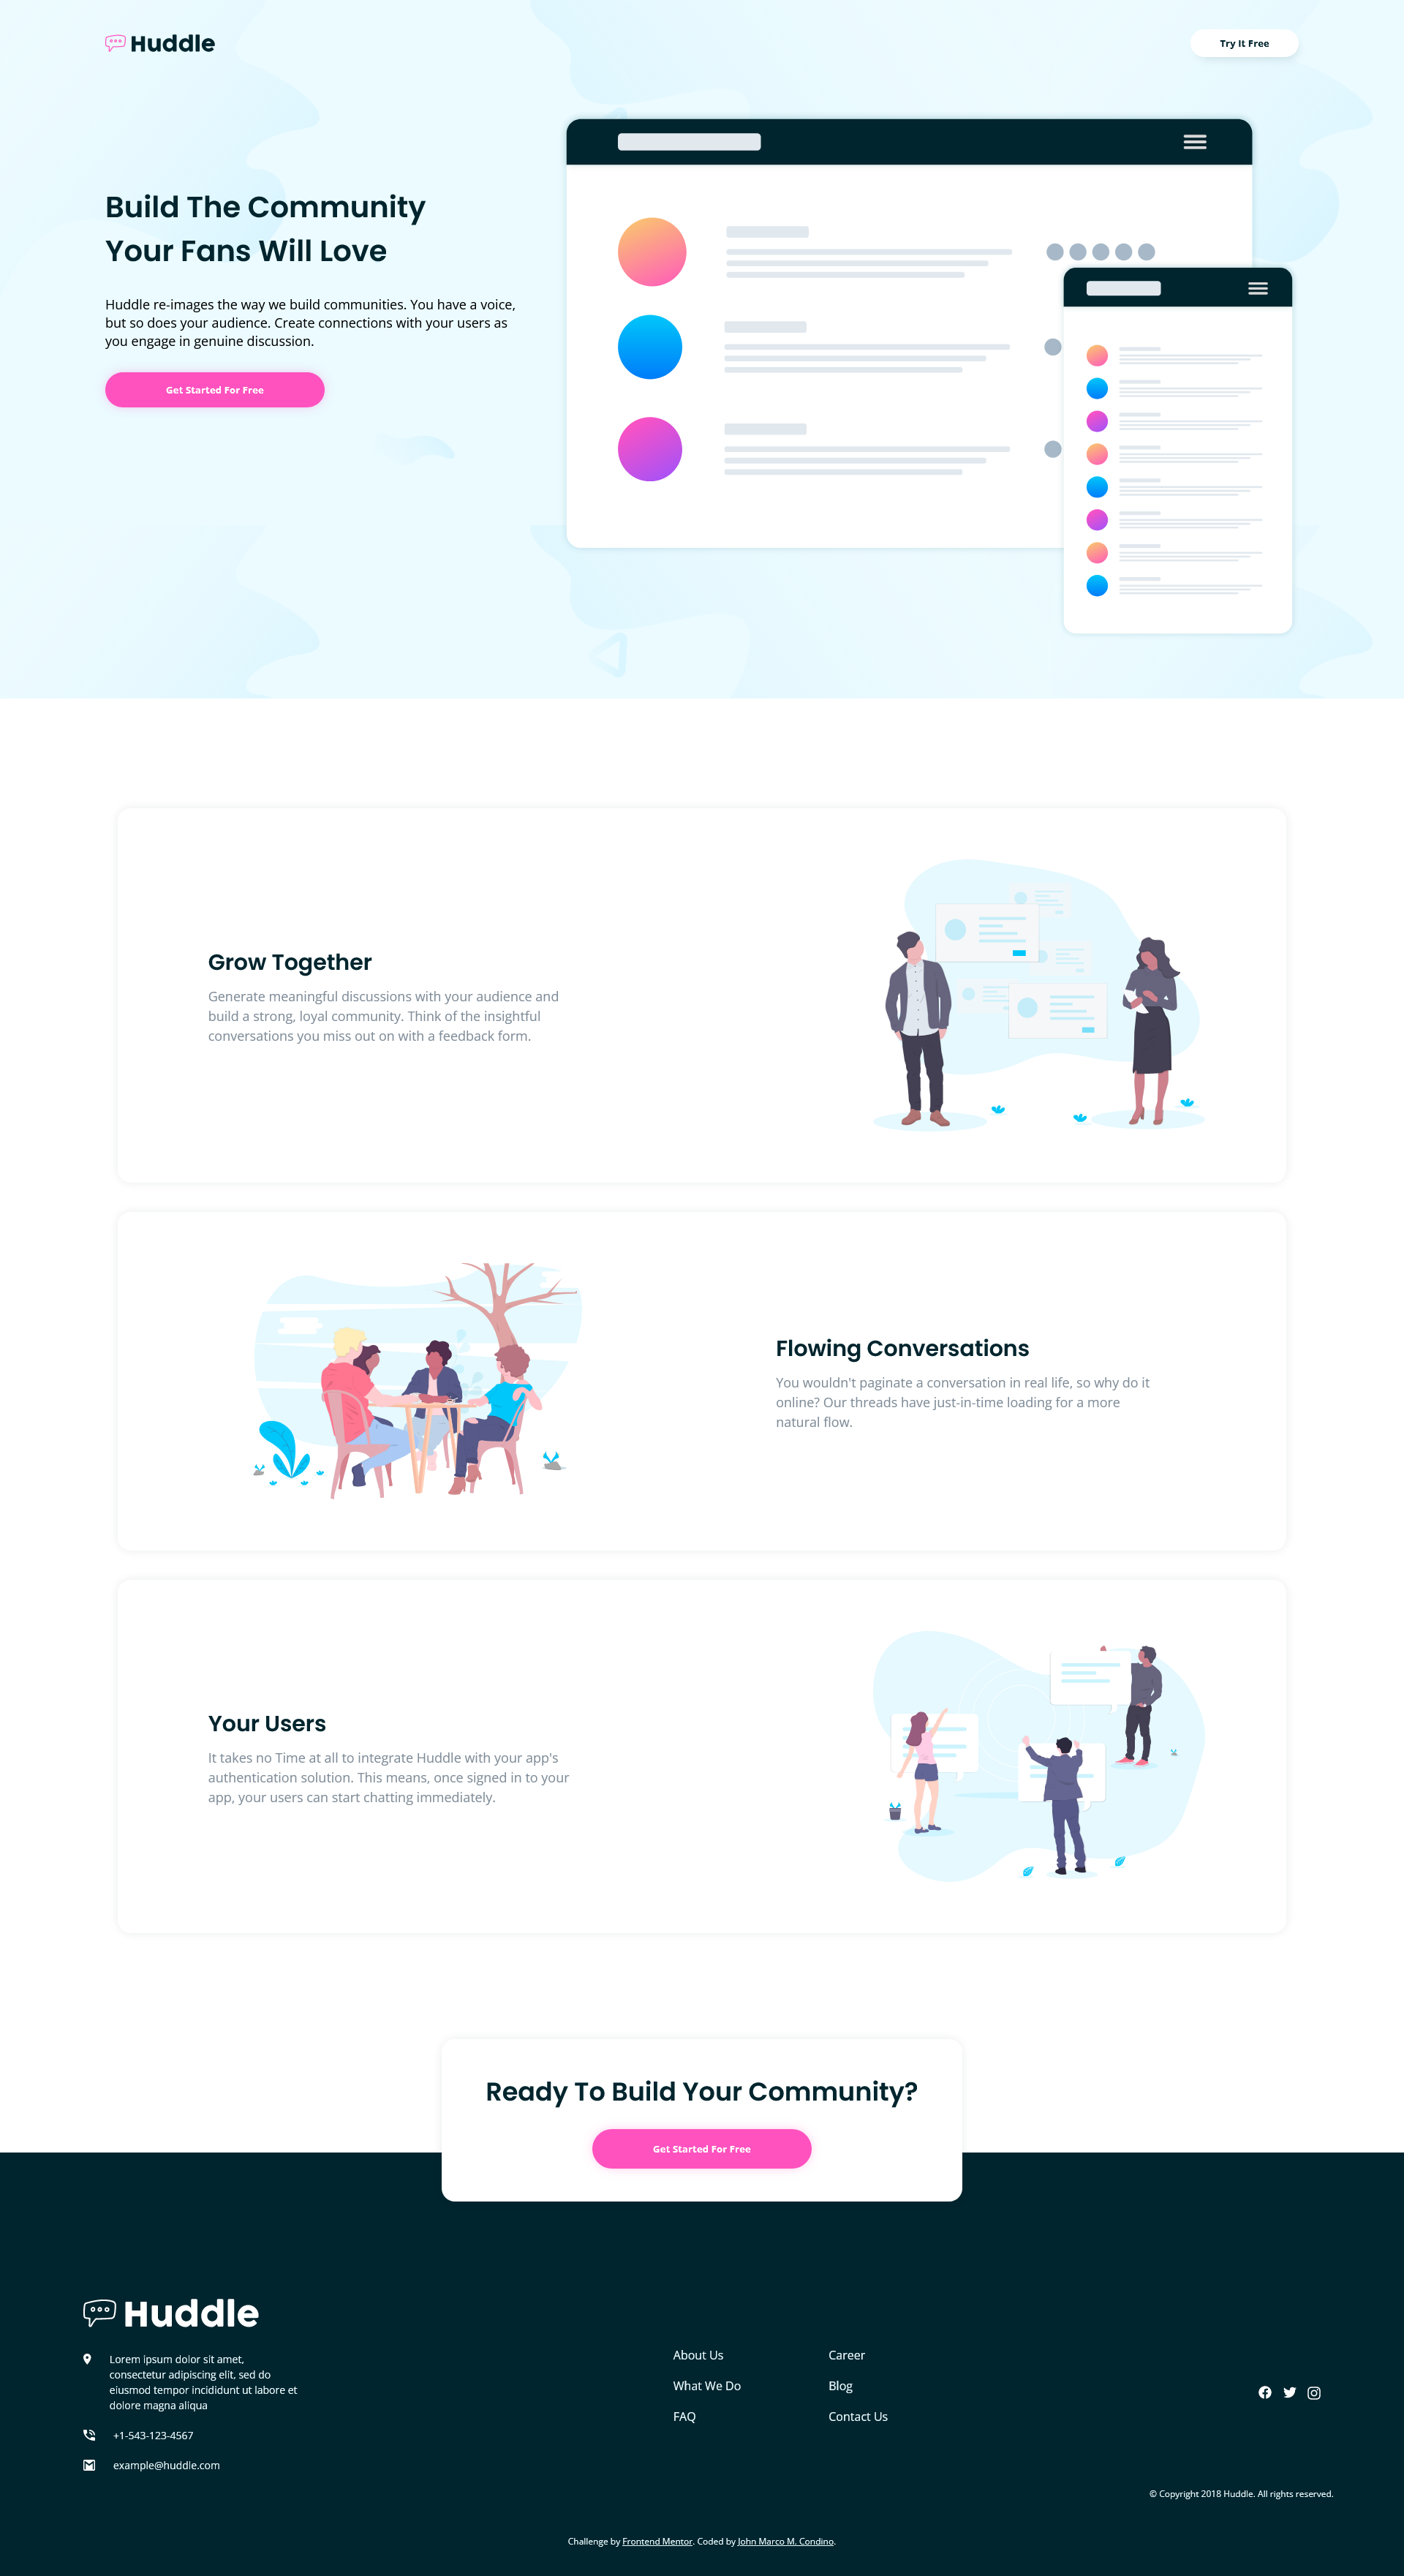 Huddle
Try It Free
Build The Community
Your Fans Will Love
Huddle re-images the way we build communities. You have a voice,
but so does your audience. Create connections with your users as
you engage in genuine discussion.
Get Started For Free
Grow Together
Generate meaningful discussions with your audience and
build a strong, loyal community. Think of the insightful
conversations you miss out on with a feedback form.
Flowing Conversations
You wouldn't paginate a conversation in real life, so why do it
online? Our threads have just-in-time loading for a more
natural flow.
Your Users
It takes no Time at all to integrate Huddle with your app's
authentication solution. This means, once signed in to your
app, your users can start chatting immediately.
Ready To Build Your Community?
Get Started For Free
Huddle
Lorem ipsum dolor sit amet,
consectetur adipiscing elit, sed do
eiusmod tempor incididunt ut labore et
dolore magna aliqua
+1-543-123-4567
example@huddle.com
About Us
What We Do
FAQ
Career
Blog
Contact Us
© Copyright 2018 Huddle. All rights reserved.
Challenge by Frontend Mentor. Coded by John Marco M. Condino.